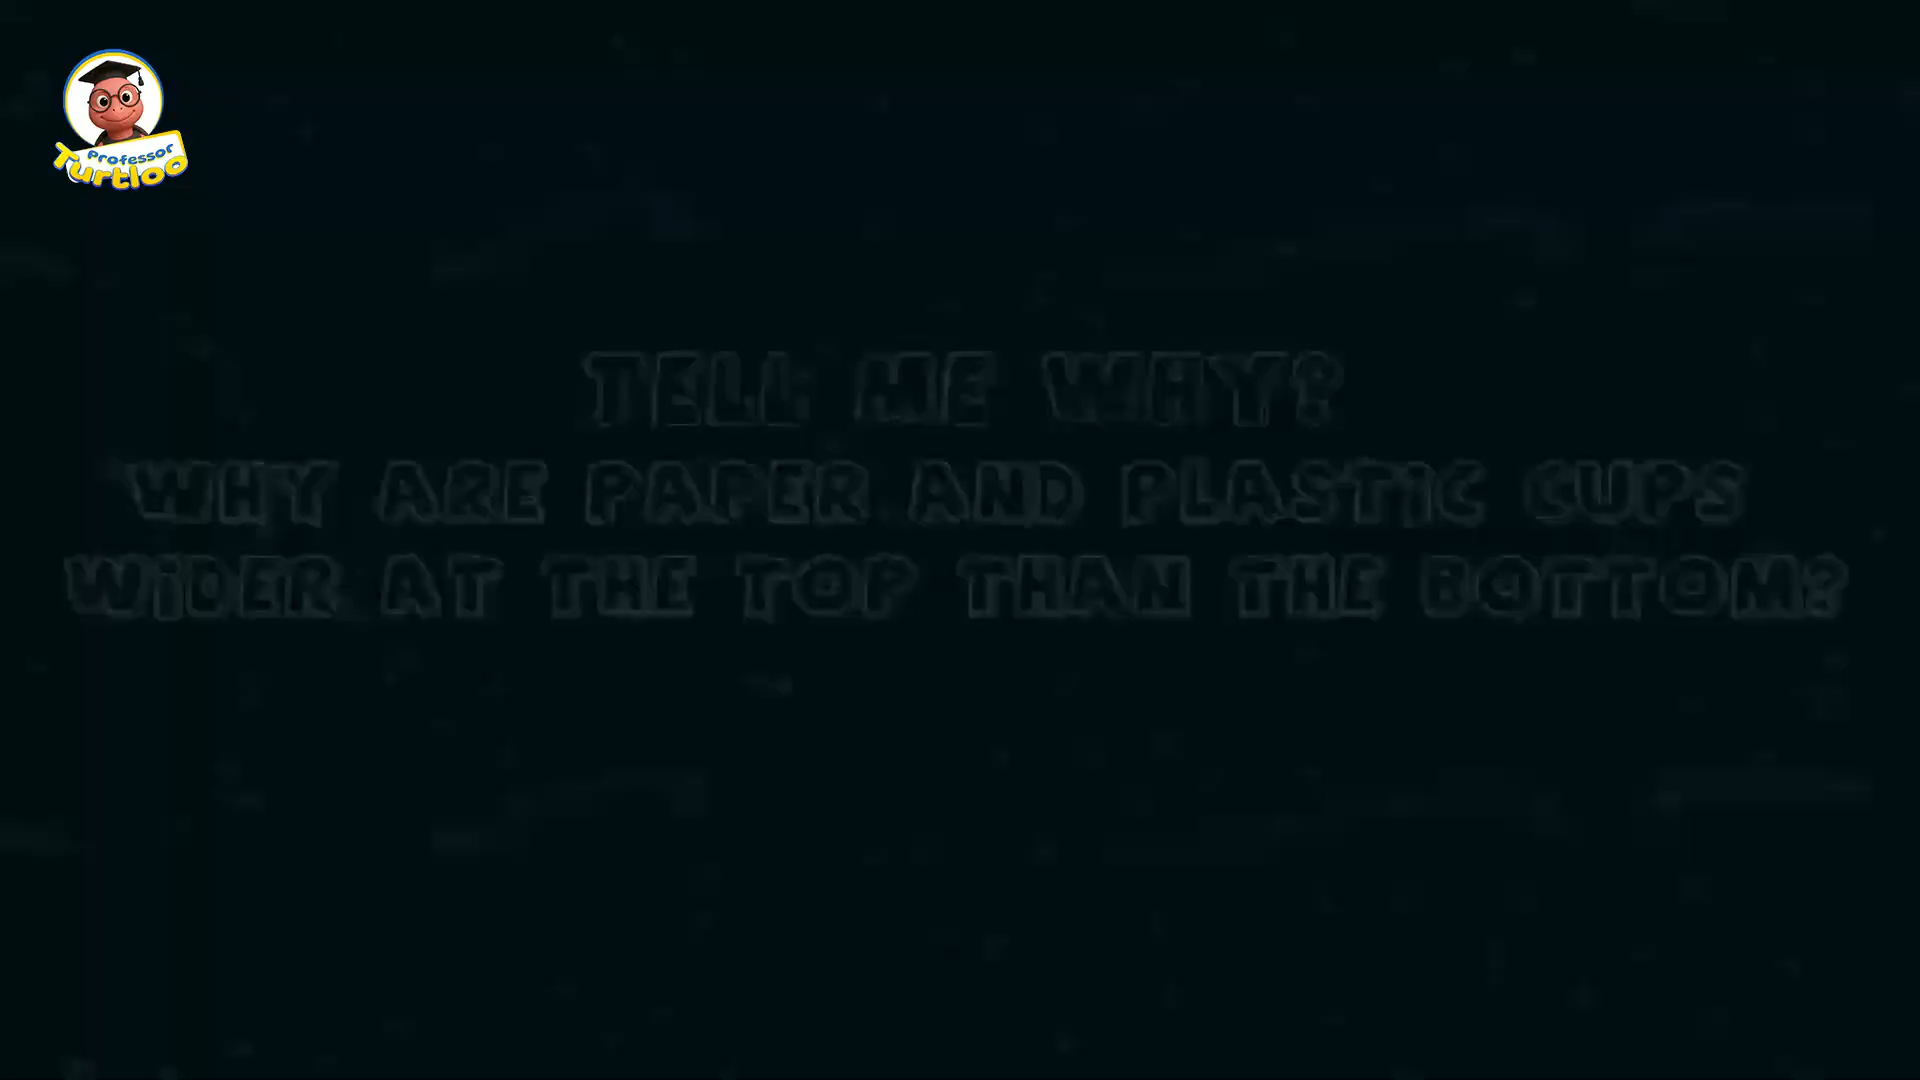 Professor
Turtloo
TELL ME WHY?
WHY ARE PAPER AND PLASTIC CUPS
WIDER AT THE TOP THAN THE BOTTOM?